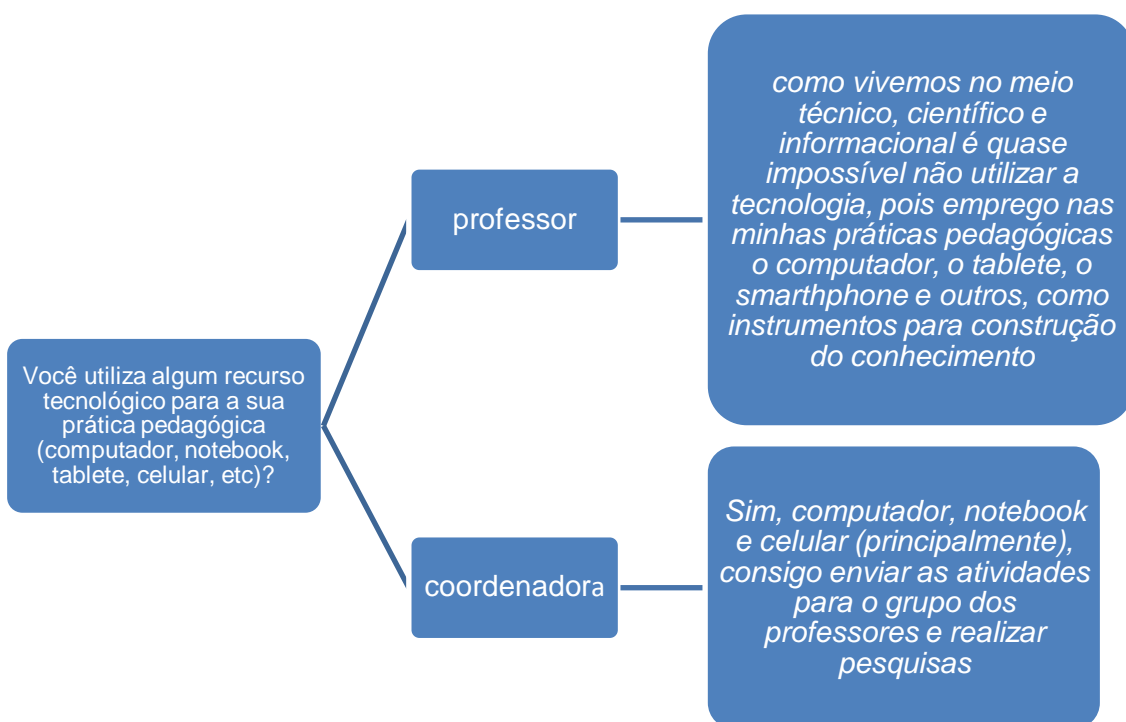 Você utiliza algum recurso
tecnológico para a sua
prática pedagógica
(computador, notebook,
tablete, celular, etc)?
professor
como vivemos no meio
técnico, científico e
informacional é quase
impossível não utilizar a
tecnologia, pois emprego nas
minhas práticas pedagógicas
o computador, o tablete, o
smarthphone e outros, como
instrumentos para construção
do conhecimento
coordenadora
Sim, computador, notebook
e celular (principalmente),
consigo enviar as atividades
para o grupo dos
professores e realizar
pesquisas